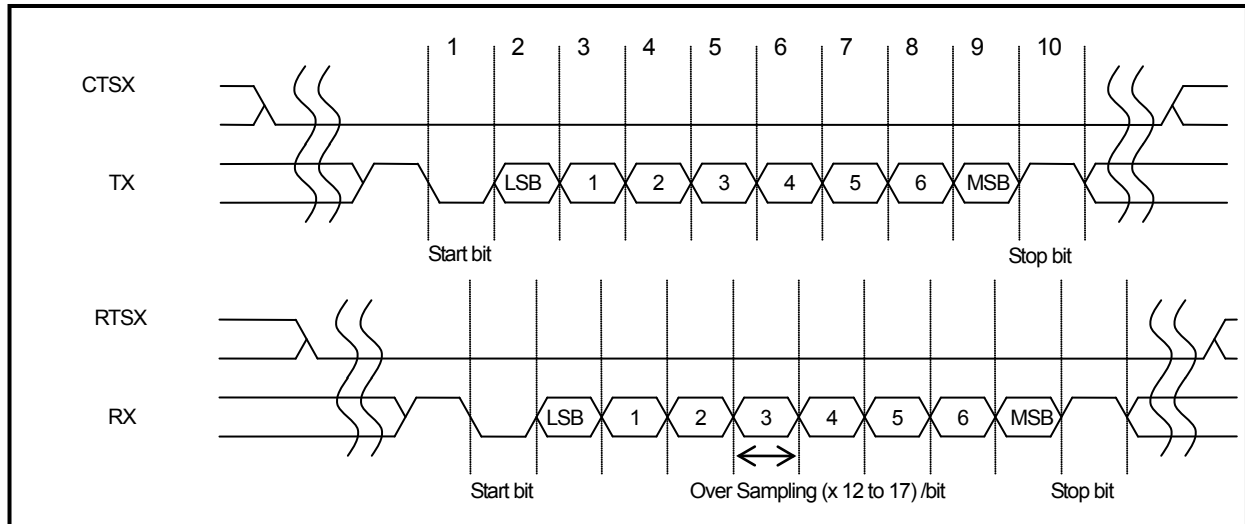 1 2 3 4 5 6 7 8 9 10
CTSX
TX LSB 1 2 3 4 5 6 MSB
Start bit Stop bit
RTSX
RX LSB 1 2 3 4 5 6 MSB
Start bit Over Sampling (x 12 to 17) /bit Stop bit